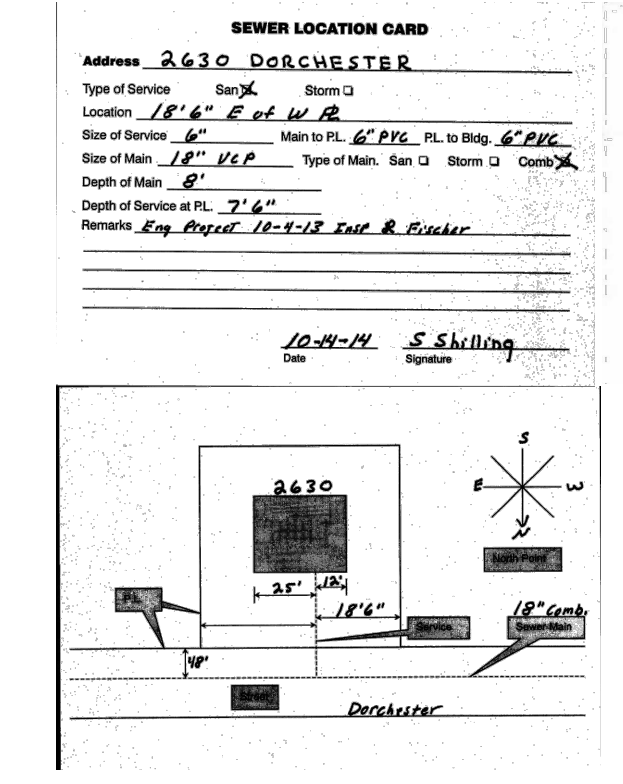 SEWER LOCATION CARD
Address 2630 DORCHESTER
Type of Service San ☒ Storm ☐
Location 18'6" E of W PL
Size of Service 6" Main to P.L. 6" PVC P.L. to Bldg. 6" PVC
Size of Main 18" VCP Type of Main. San ☐ Storm ☐ Comb ☒
Depth of Main 8'
Depth of Service at P.L. 7'6"
Remarks Eng Project 10-4-13 Insp R Fischer
10-14-14 S Shilling
Date Signature
S
2630
E W
N
North Point
25' 12'
P.L.
18'6" 18" Comb.
Service Sewer Main
48'
Street
Dorchester